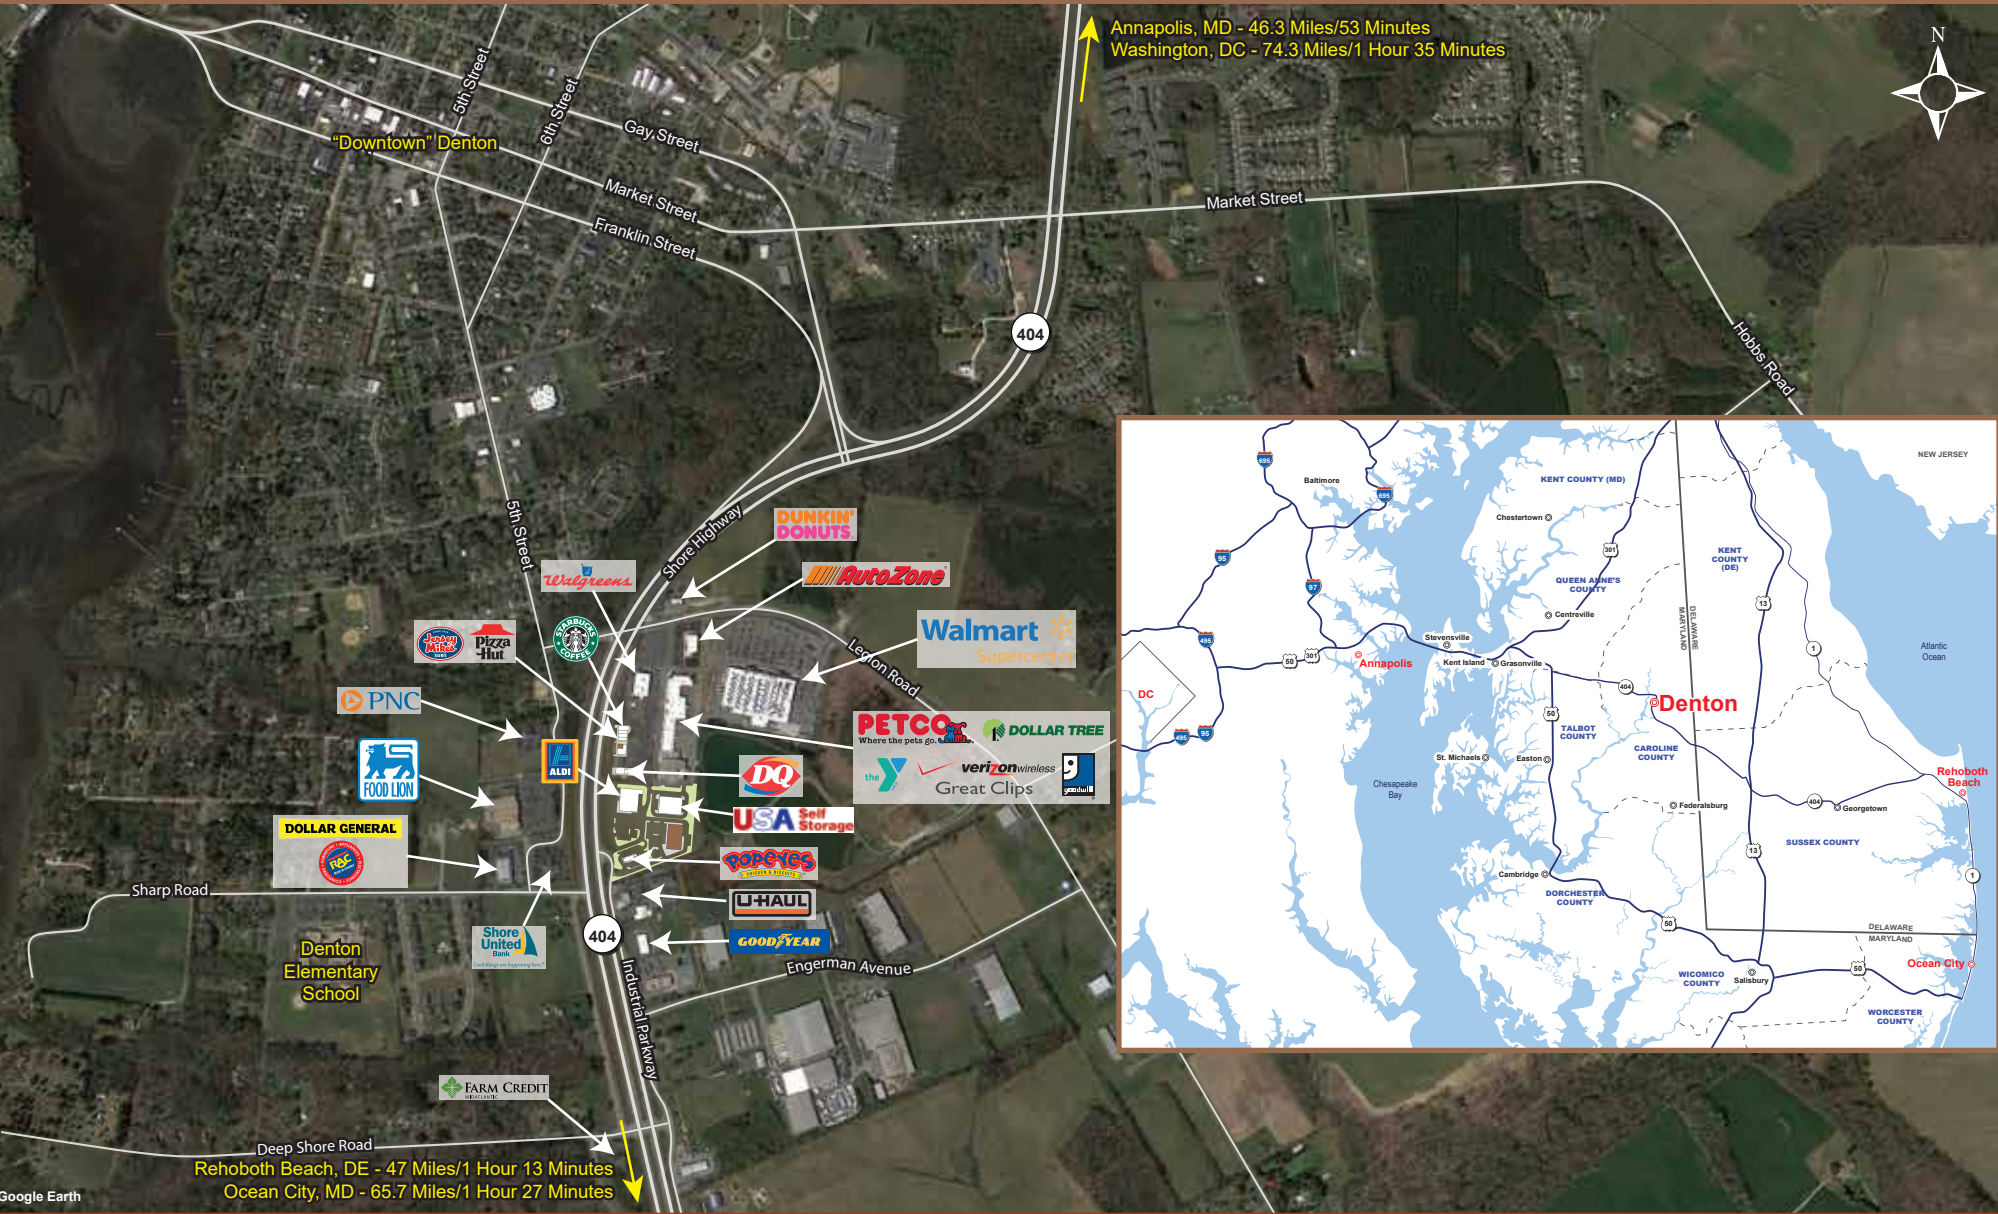 Annapolis, MD - 46.3 Miles/53 Minutes
Washington, DC - 74.3 Miles/1 Hour 35 Minutes
N
5th Street
6th Street
"Downtown" Denton
Gay Street
Market Street
Franklin Street
Market Street
404
Hobbs Road
5th Street
Shore Highway
DUNKIN'
DONUTS
Walgreens
AutoZone
STARBUCKS
COFFEE
Jersey
Mike's
SUBS
Pizza
Hut
Walmart
Supercenter
Legion Road
PNC
PETCO
Where the pets go.
DOLLAR TREE
the Y
verizonwireless
Great Clips
goodwill
ALDI
FOOD LION
DQ
USA Self
Storage
DOLLAR GENERAL
RAC
POPEYES
CHICKEN & BISCUITS
Sharp Road
U-HAUL
404
Shore
United
Bank
GOODYEAR
Denton
Elementary
School
Engerman Avenue
Industrial Parkway
FARM CREDIT
MIDATLANTIC
Deep Shore Road
Rehoboth Beach, DE - 47 Miles/1 Hour 13 Minutes
Ocean City, MD - 65.7 Miles/1 Hour 27 Minutes
Google Earth
NEW JERSEY
695
Baltimore
695
KENT COUNTY (MD)
Chestertown
95
301
KENT
COUNTY
(DE)
97
QUEEN ANNE'S
COUNTY
13
Centreville
MARYLAND
DELAWARE
495
Stevensville
1
Atlantic
Ocean
50
301
Annapolis
Kent Island
Grasonville
DC
404
Denton
50
495
95
TALBOT
COUNTY
CAROLINE
COUNTY
St. Michaels
Easton
Chesapeake
Bay
Rehoboth
Beach
Federalsburg
404
Georgetown
13
SUSSEX COUNTY
Cambridge
1
DORCHESTER
COUNTY
50
DELAWARE
MARYLAND
Ocean City
WICOMICO
COUNTY
Salisbury
50
WORCESTER
COUNTY